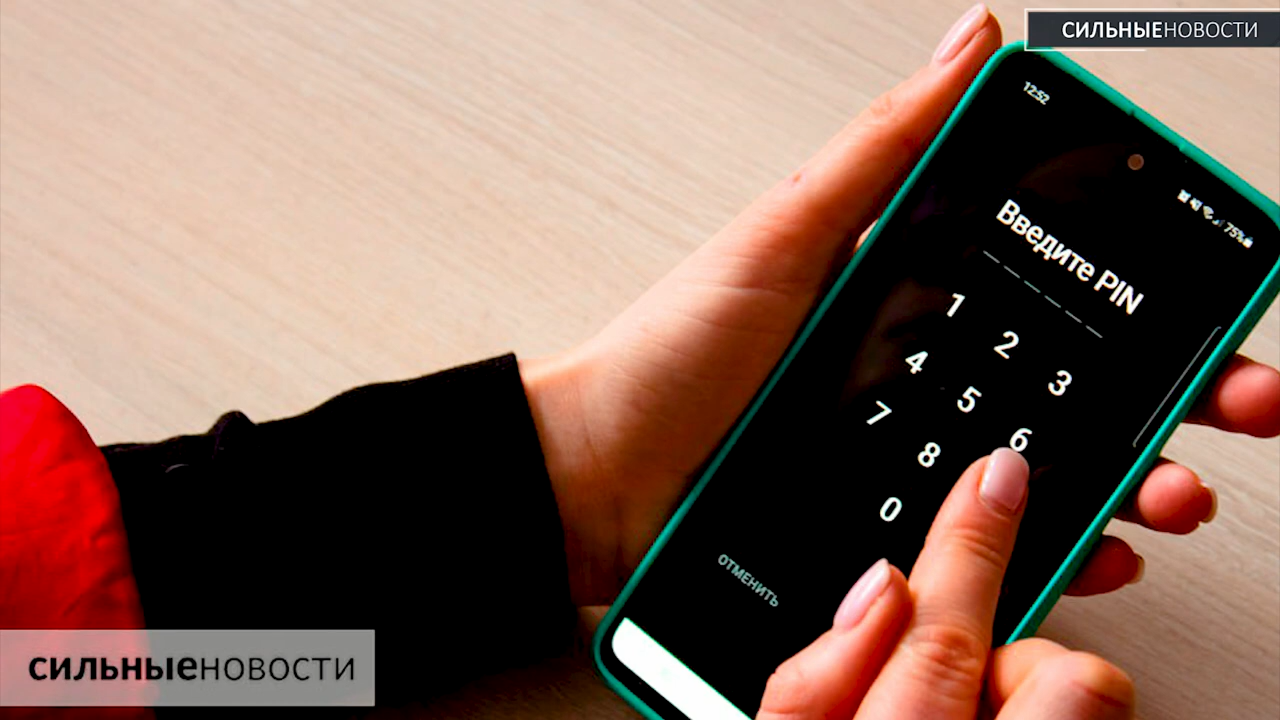 СИЛЬНЫЕНОВОСТИ
12:52
75%
Введите PIN
1 2 3
4 5 6
7 8
0
ОТМЕНИТЬ
СИЛЬНЫЕНОВОСТИ